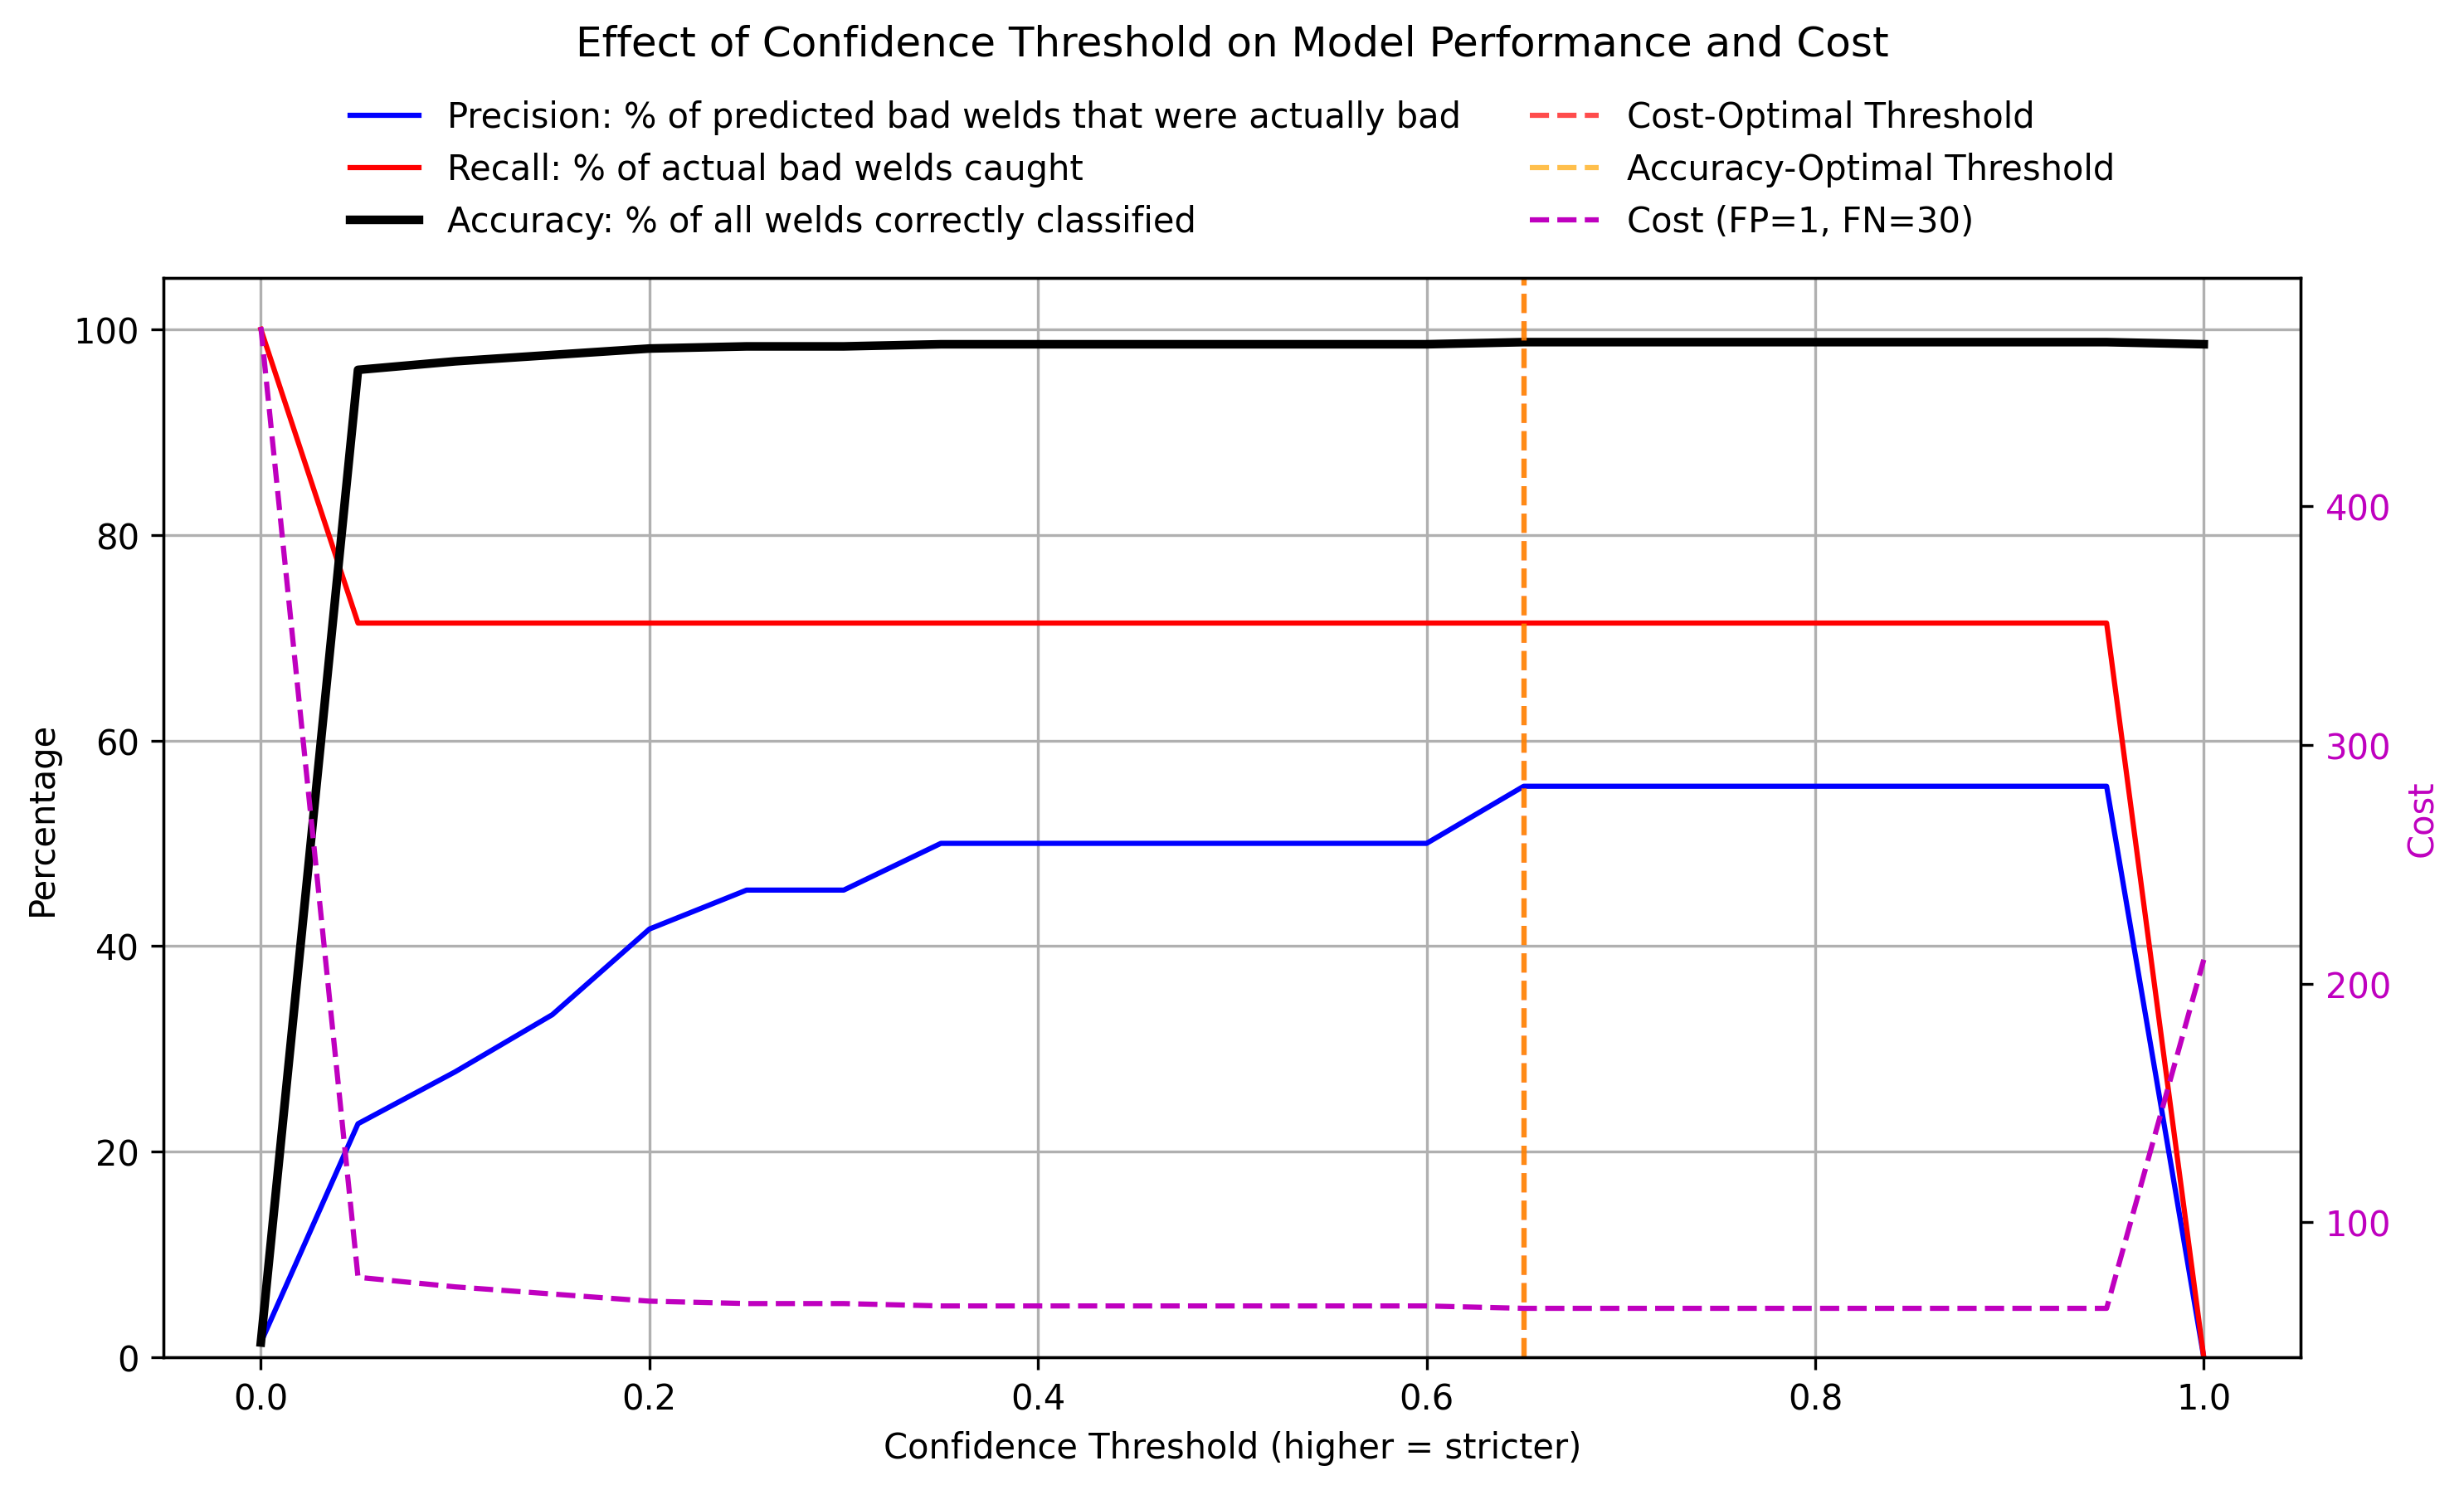 Effect of Confidence Threshold on Model Performance and Cost
Precision: % of predicted bad welds that were actually bad
Recall: % of actual bad welds caught
Accuracy: % of all welds correctly classified
Cost-Optimal Threshold
Accuracy-Optimal Threshold
Cost (FP=1, FN=30)
Percentage
100
80
60
40
20
0
400
300
200
100
Cost
0.0 0.2 0.4 0.6 0.8 1.0
Confidence Threshold (higher = stricter)